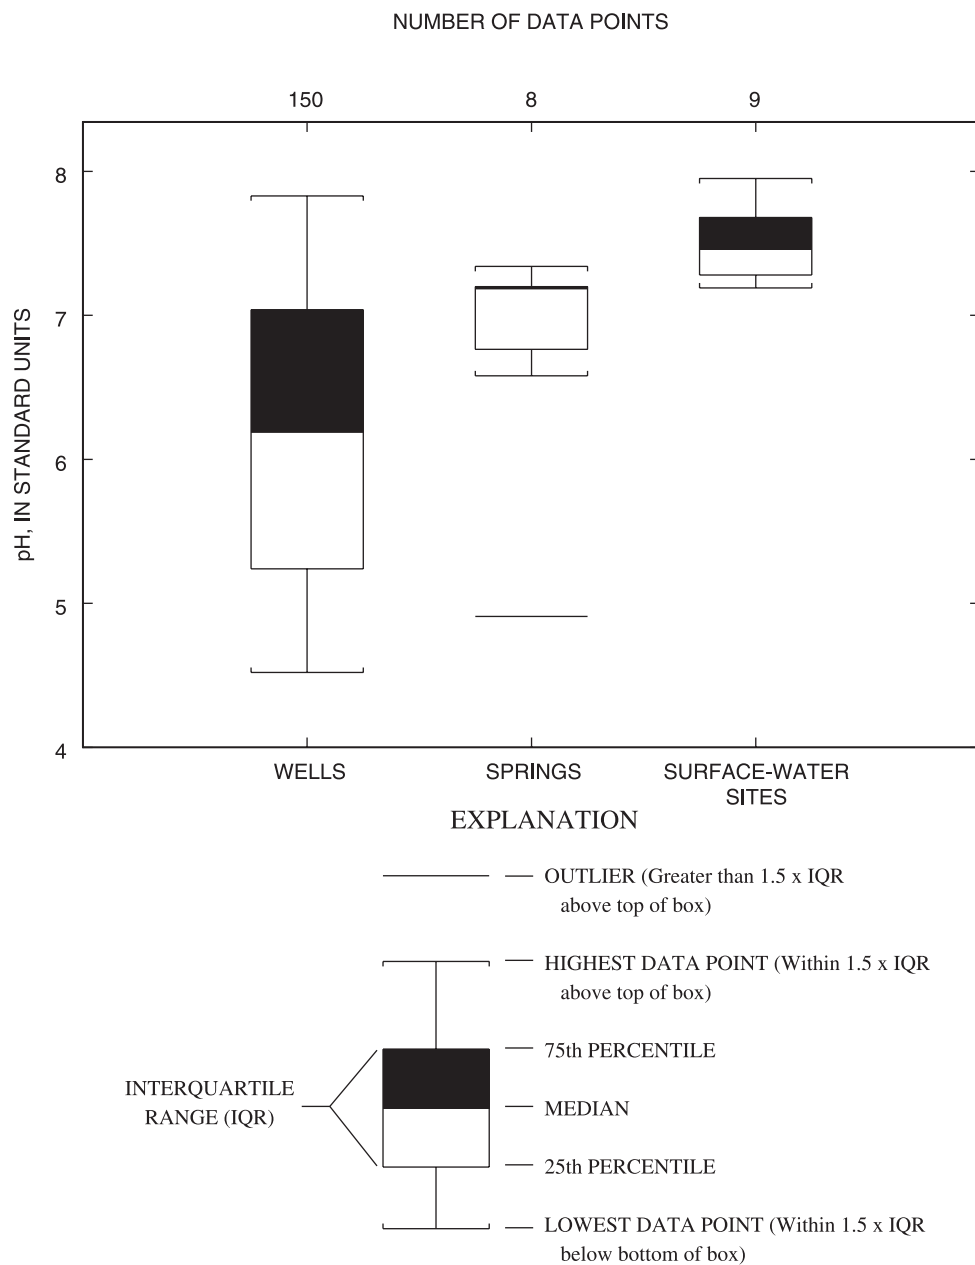 NUMBER OF DATA POINTS
150 8 9
8
7
6
5
4
pH, IN STANDARD UNITS
WELLS SPRINGS SURFACE-WATER
SITES
EXPLANATION
OUTLIER (Greater than 1.5 x IQR
above top of box)
HIGHEST DATA POINT (Within 1.5 x IQR
above top of box)
75th PERCENTILE
INTERQUARTILE
RANGE (IQR)
MEDIAN
25th PERCENTILE
LOWEST DATA POINT (Within 1.5 x IQR
below bottom of box)